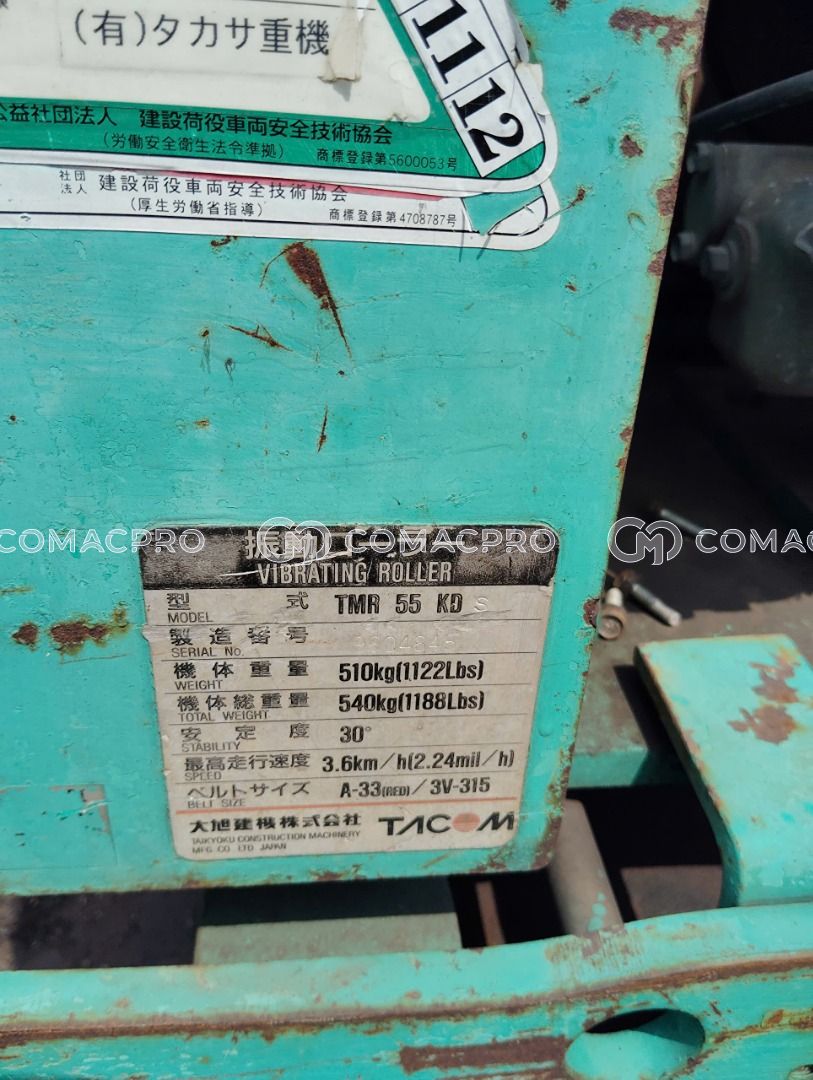 (有)タカサ重機
11 12
公益社団法人 建設荷役車両安全技術協会
(労働安全衛生法令準拠) 商標登録第5600053号
社団法人 建設荷役車両安全技術協会
(厚生労働省指導) 商標登録第4708787号
COMACPRO COMACPRO COMACPRO
VIBRATING ROLLER
型式 TMR 55 KD S
MODEL
製造番号
SERIAL No.
機体重量 510kg(1122Lbs)
WEIGHT
機体総重量 540kg(1188Lbs)
TOTAL WEIGHT
安定度 30°
STABILITY
最高走行速度 3.6km/h(2.24mil/h)
SPEED
ベルトサイズ A-33(RED)/3V-315
BELT SIZE
大旭建機株式会社 TACOM
TAIKYOKU CONSTRUCTION MACHINERY
MFG CO LTD JAPAN